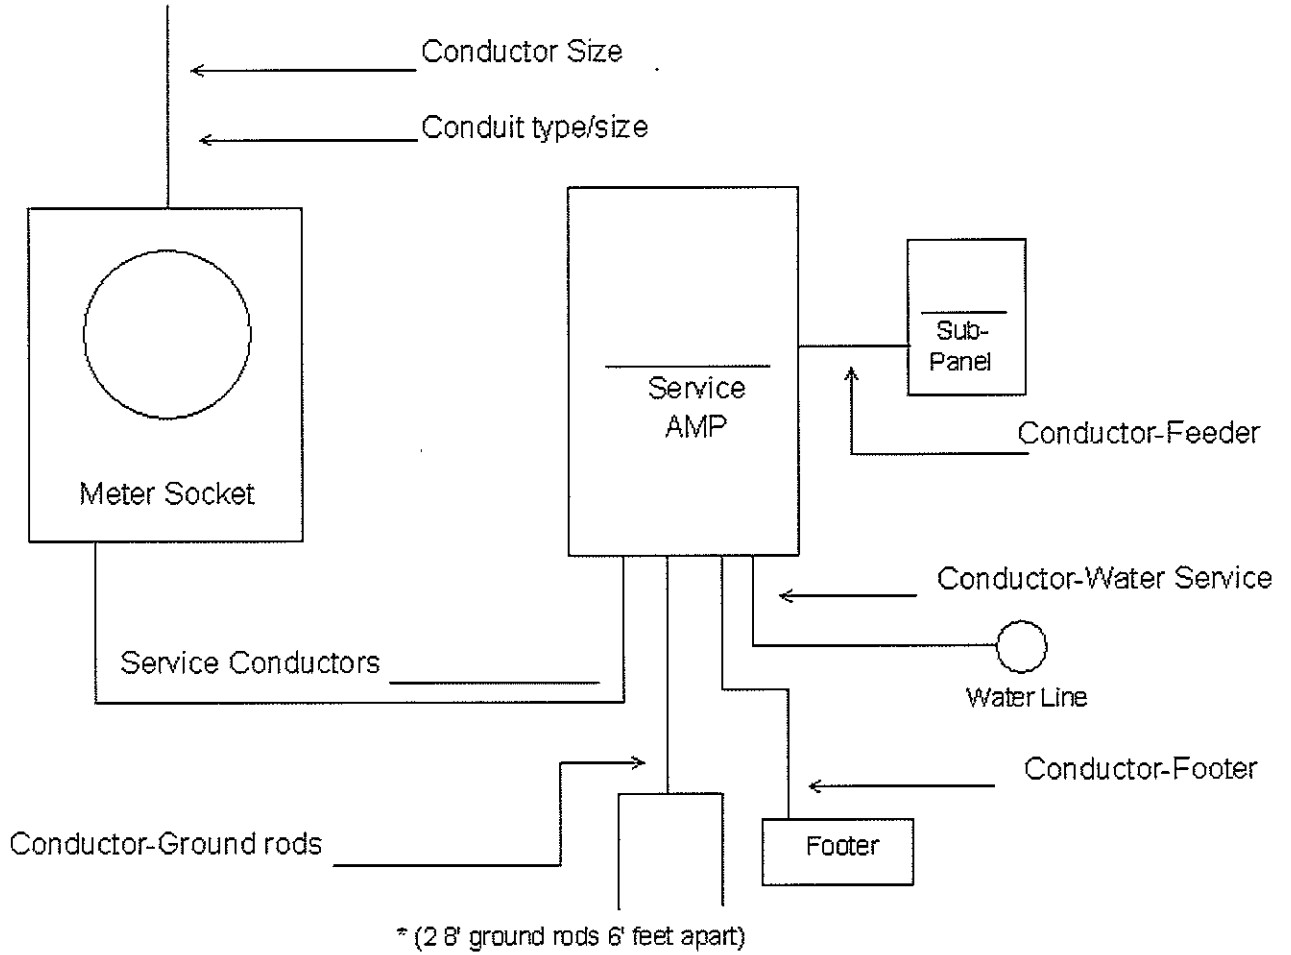 Conductor Size
Conduit type/size
Sub-
Panel
Service
AMP
Conductor-Feeder
Meter Socket
Conductor-Water Service
Service Conductors
Water Line
Conductor-Footer
Conductor-Ground rods
Footer
* (2 8' ground rods 6' feet apart)